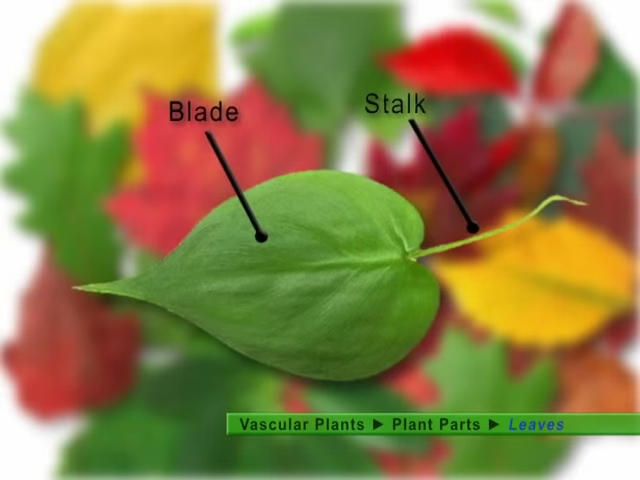 Blade
Stalk
Vascular Plants ▶ Plant Parts ▶ Leaves